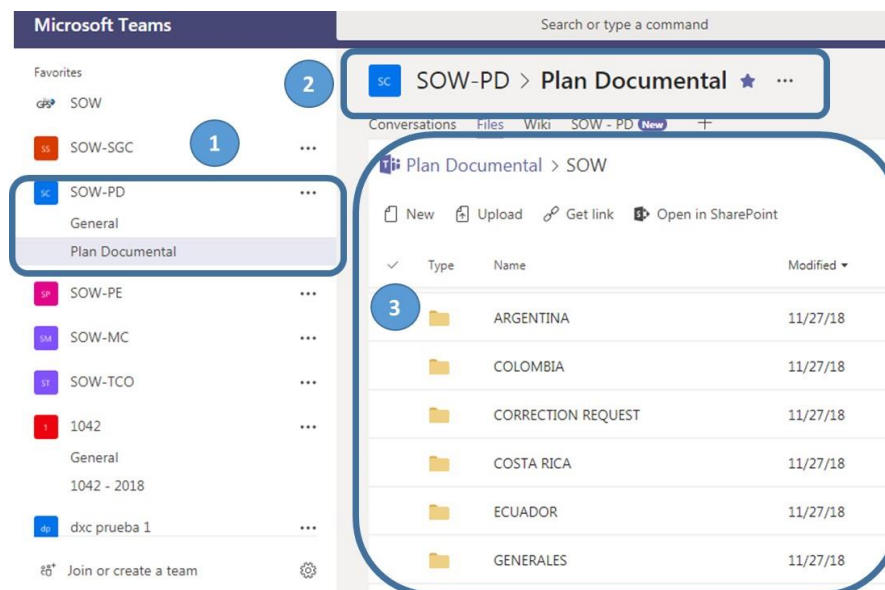 Microsoft Teams
Search or type a command
Favorites
GPS SOW
SS SOW-SGC
SC SOW-PD
General
Plan Documental
SP SOW-PE
SM SOW-MC
ST SOW-TCO
1 1042
General
1042 - 2018
dp dxc prueba 1
Join or create a team
1
2
SC SOW-PD > Plan Documental
Conversations Files Wiki SOW - PD New
Plan Documental > SOW
New Upload Get link Open in SharePoint
Type Name Modified
3
ARGENTINA 11/27/18
COLOMBIA 11/27/18
CORRECTION REQUEST 11/27/18
COSTA RICA 11/27/18
ECUADOR 11/27/18
GENERALES 11/27/18